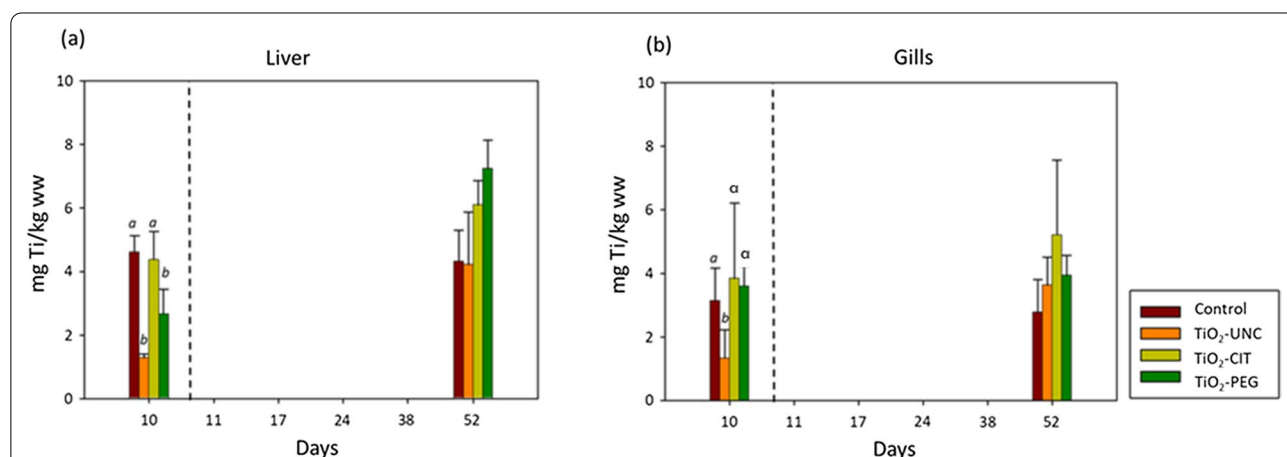 (a)
Liver
10
8
6
4
2
0
mg Ti/kg ww
a
a
b
b
10 11 17 24 38 52
Days
(b)
Gills
10
8
6
4
2
0
mg Ti/kg ww
a
b
α
α
10 11 17 24 38 52
Days
Control
TiO₂-UNC
TiO₂-CIT
TiO₂-PEG